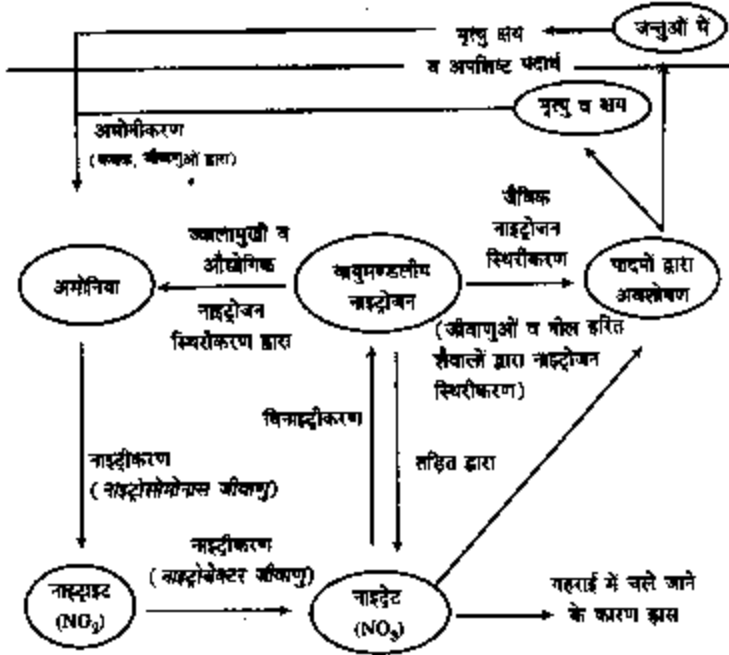 जन्तुओं में
मृत्यु क्षय
व अपशिष्ट पदार्थ
मृत्यु व क्षय
अमोनीकरण
(कवक, जीवाणुओं द्वारा)
जैविक
नाइट्रोजन
स्थिरीकरण
ज्वालामुखी व
औद्योगिक
नाइट्रोजन
स्थिरीकरण द्वारा
अमोनिया
वायुमण्डलीय
नाइट्रोजन
पादपों द्वारा
अवशोषण
(जीवाणुओं व नील हरित
शैवालों द्वारा नाइट्रोजन
स्थिरीकरण)
विनाइट्रीकरण
तड़ित द्वारा
नाइट्रीकरण
(नाइट्रोसोमोनास जीवाणु)
नाइट्रीकरण
(नाइट्रोबेक्टर जीवाणु)
नाइट्राइट
(NO₂)
नाइट्रेट
(NO₃)
गहराई में चले जाने
के कारण ह्रास